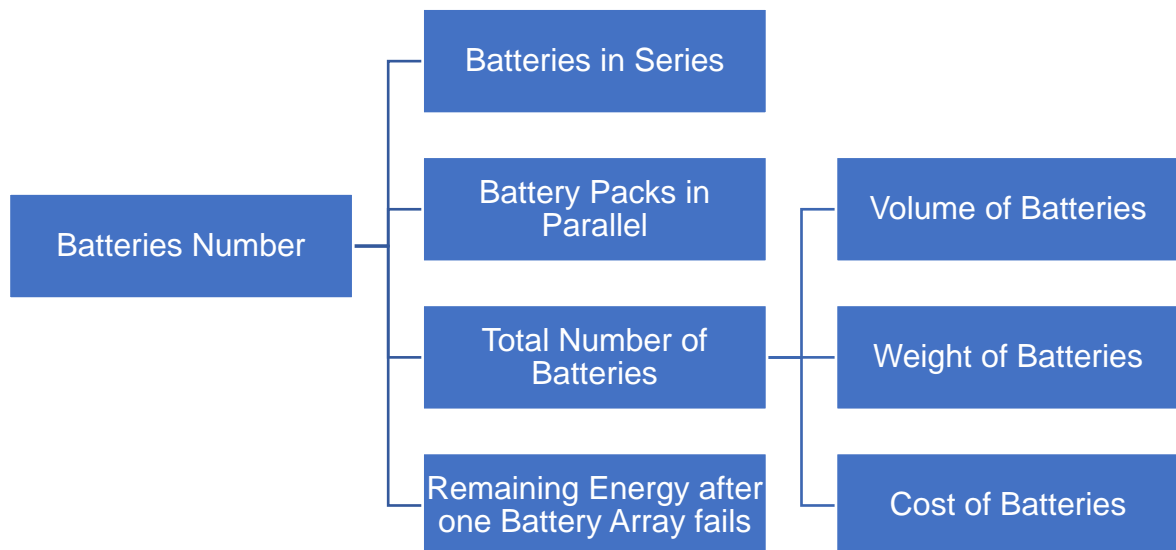 Batteries Number
Batteries in Series
Battery Packs in
Parallel
Total Number of
Batteries
Remaining Energy after
one Battery Array fails
Volume of Batteries
Weight of Batteries
Cost of Batteries